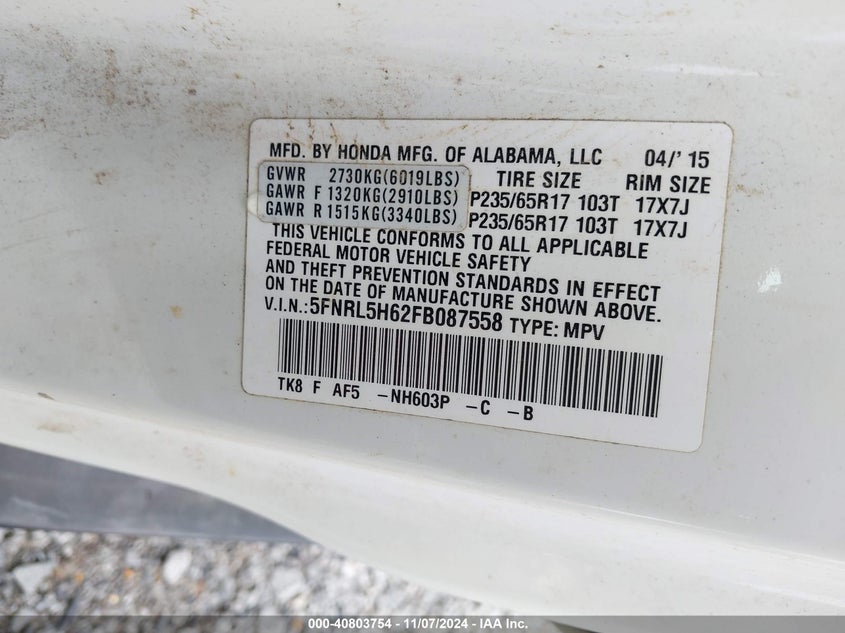 MFD. BY HONDA MFG. OF ALABAMA, LLC 04/'15
GVWR 2730KG(6019LBS) TIRE SIZE RIM SIZE
GAWR F 1320KG(2910LBS) P235/65R17 103T 17X7J
GAWR R 1515KG(3340LBS) P235/65R17 103T 17X7J
THIS VEHICLE CONFORMS TO ALL APPLICABLE
FEDERAL MOTOR VEHICLE SAFETY
AND THEFT PREVENTION STANDARDS IN EFFECT
ON THE DATE OF MANUFACTURE SHOWN ABOVE.
V.I.N.:5FNRL5H62FB087558 TYPE: MPV
TK8 F AF5 -NH603P -C -B
000-40803754 - 11/07/2024 - IAA Inc.